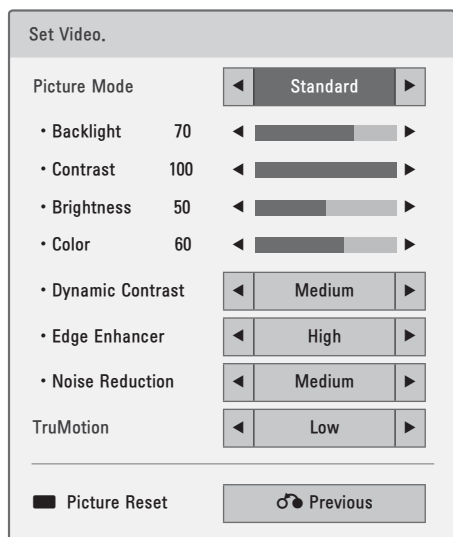 Set Video.
Picture Mode Standard
• Backlight 70
• Contrast 100
• Brightness 50
• Color 60
• Dynamic Contrast Medium
• Edge Enhancer High
• Noise Reduction Medium
TruMotion Low
Picture Reset Previous